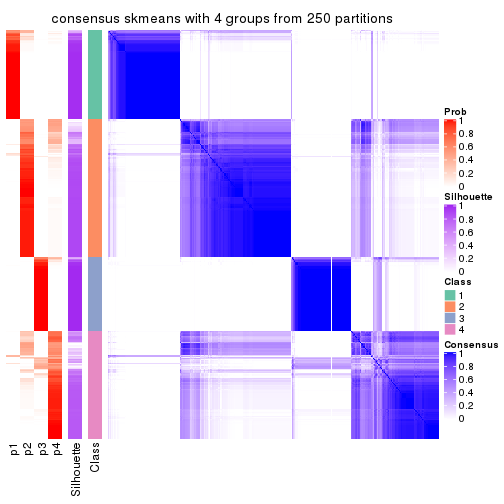 consensus skmeans with 4 groups from 250 partitions
Prob
1
0.8
0.6
0.4
0.2
0
Silhouette
1
0.8
0.6
0.4
0.2
0
Class
1
2
3
4
Consensus
1
0.8
0.6
0.4
0.2
0
p1
p2
p3
p4
Silhouette
Class